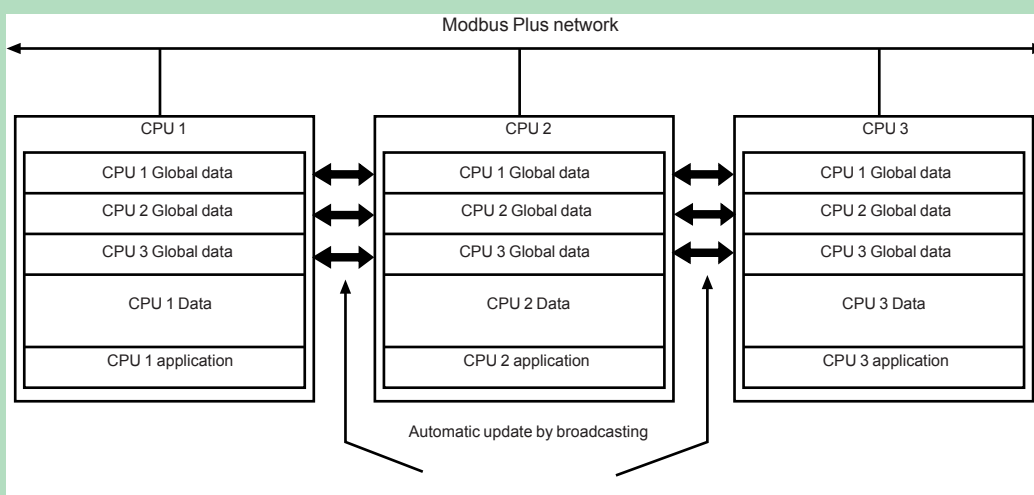 Modbus Plus network
CPU 1
CPU 1 Global data
CPU 2 Global data
CPU 3 Global data
CPU 1 Data
CPU 1 application
CPU 2
CPU 1 Global data
CPU 2 Global data
CPU 3 Global data
CPU 2 Data
CPU 2 application
CPU 3
CPU 1 Global data
CPU 2 Global data
CPU 3 Global data
CPU 3 Data
CPU 3 application
Automatic update by broadcasting